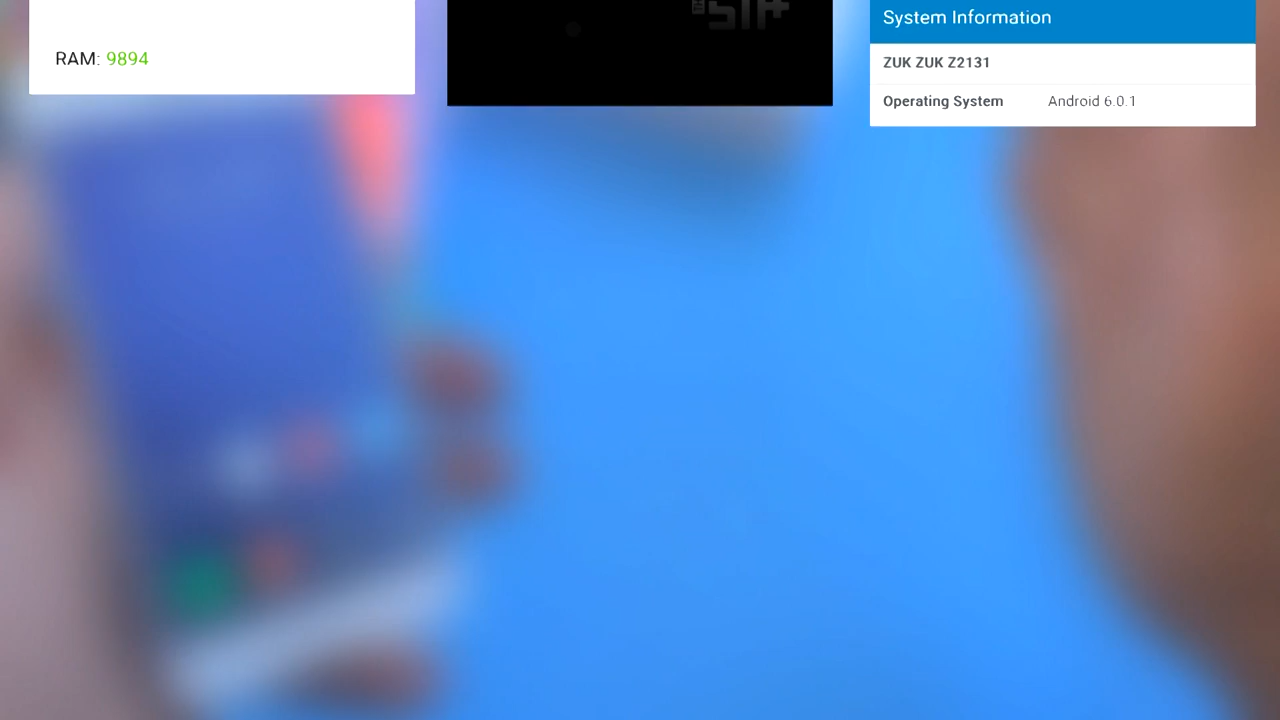 RAM: 9894
System Information
ZUK ZUK Z2131
Operating System Android 6.0.1